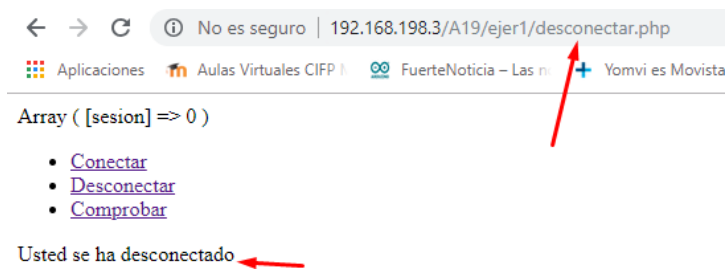 No es seguro | 192.168.198.3/A19/ejer1/desconectar.php
Aplicaciones Aulas Virtuales CIFP FuerteNoticia – Las Yomvi es Movista
Array ( [sesion] => 0 )
Conectar
Desconectar
Comprobar
Usted se ha desconectado